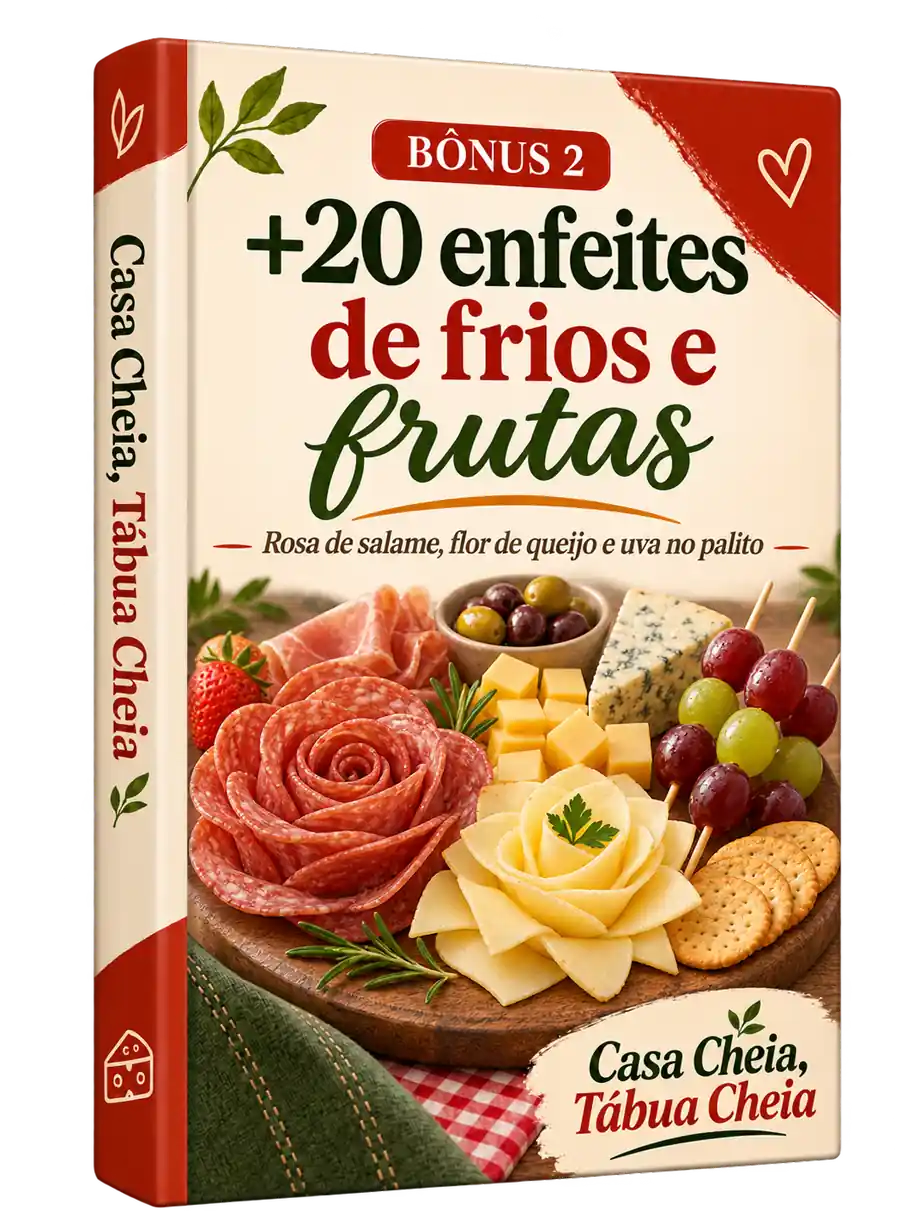 BÔNUS 2
+20 enfeites
de frios e
frutas
Rosa de salame, flor de queijo e uva no palito
Casa Cheia,
Tábua Cheia
Casa Cheia, Tábua Cheia